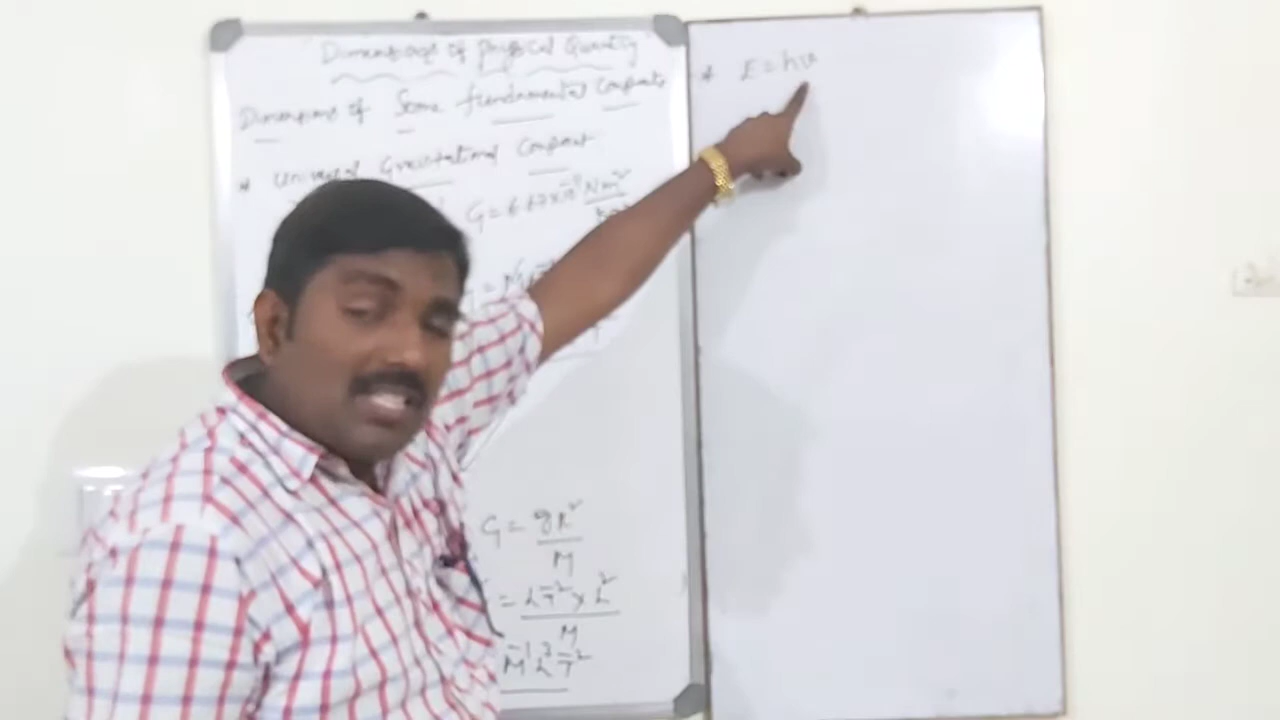 Dimensions of Physical Quantity
Dimensions of Some Fundamental Constants
* Universal Gravitational Constant
G = 6.67×10⁻¹¹ Nm²
G = gR²
M
= LT⁻² × L²
M
M⁻¹L³T⁻²
* E = hν